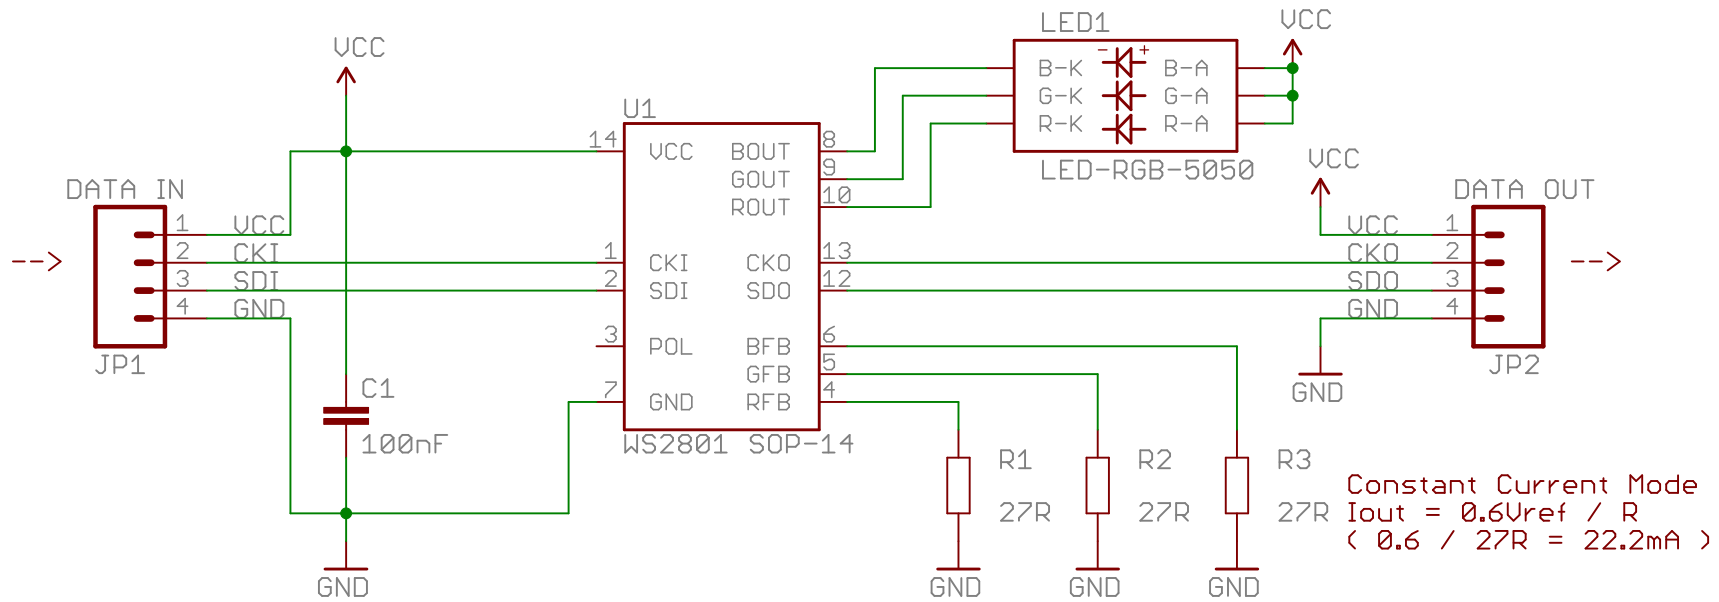 VCC
DATA IN
1 VCC
2 CKI
3 SDI
4 GND
JP1
-->
C1
100nF
GND
U1
14 VCC BOUT 8
GOUT 9
ROUT 10
1 CKI CKO 13
2 SDI SDO 12
3 POL BFB 6
GFB 5
7 GND RFB 4
WS2801 SOP-14
LED1
- +
B-K B-A
G-K G-A
R-K R-A
LED-RGB-5050
VCC
VCC
DATA OUT
VCC 1
CKO 2
SDO 3
GND 4
JP2
-->
GND
R1
27R
GND
R2
27R
GND
R3
27R
GND
Constant Current Mode
Iout = 0.6Vref / R
( 0.6 / 27R = 22.2mA )